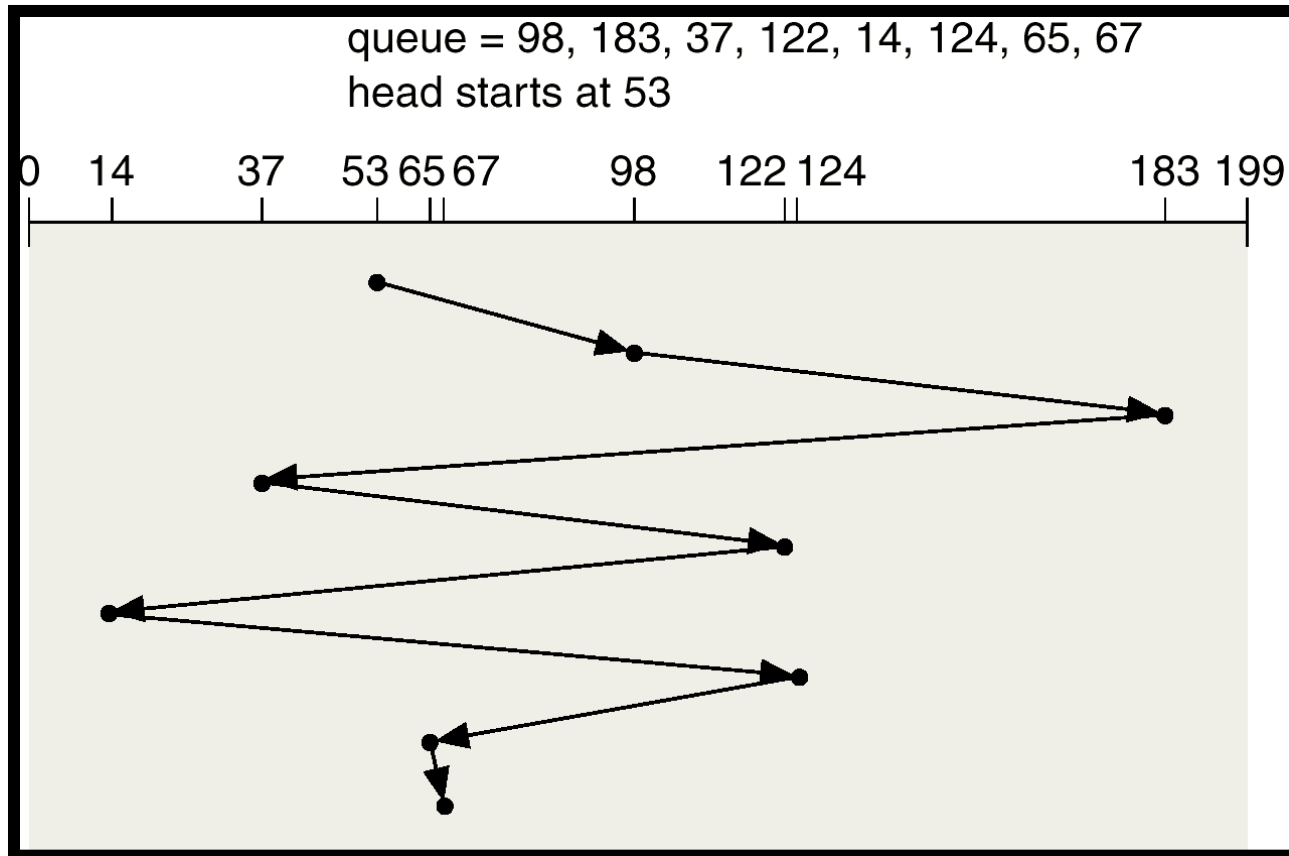 queue = 98, 183, 37, 122, 14, 124, 65, 67
head starts at 53
0 14 37 53 65 67 98 122 124 183 199